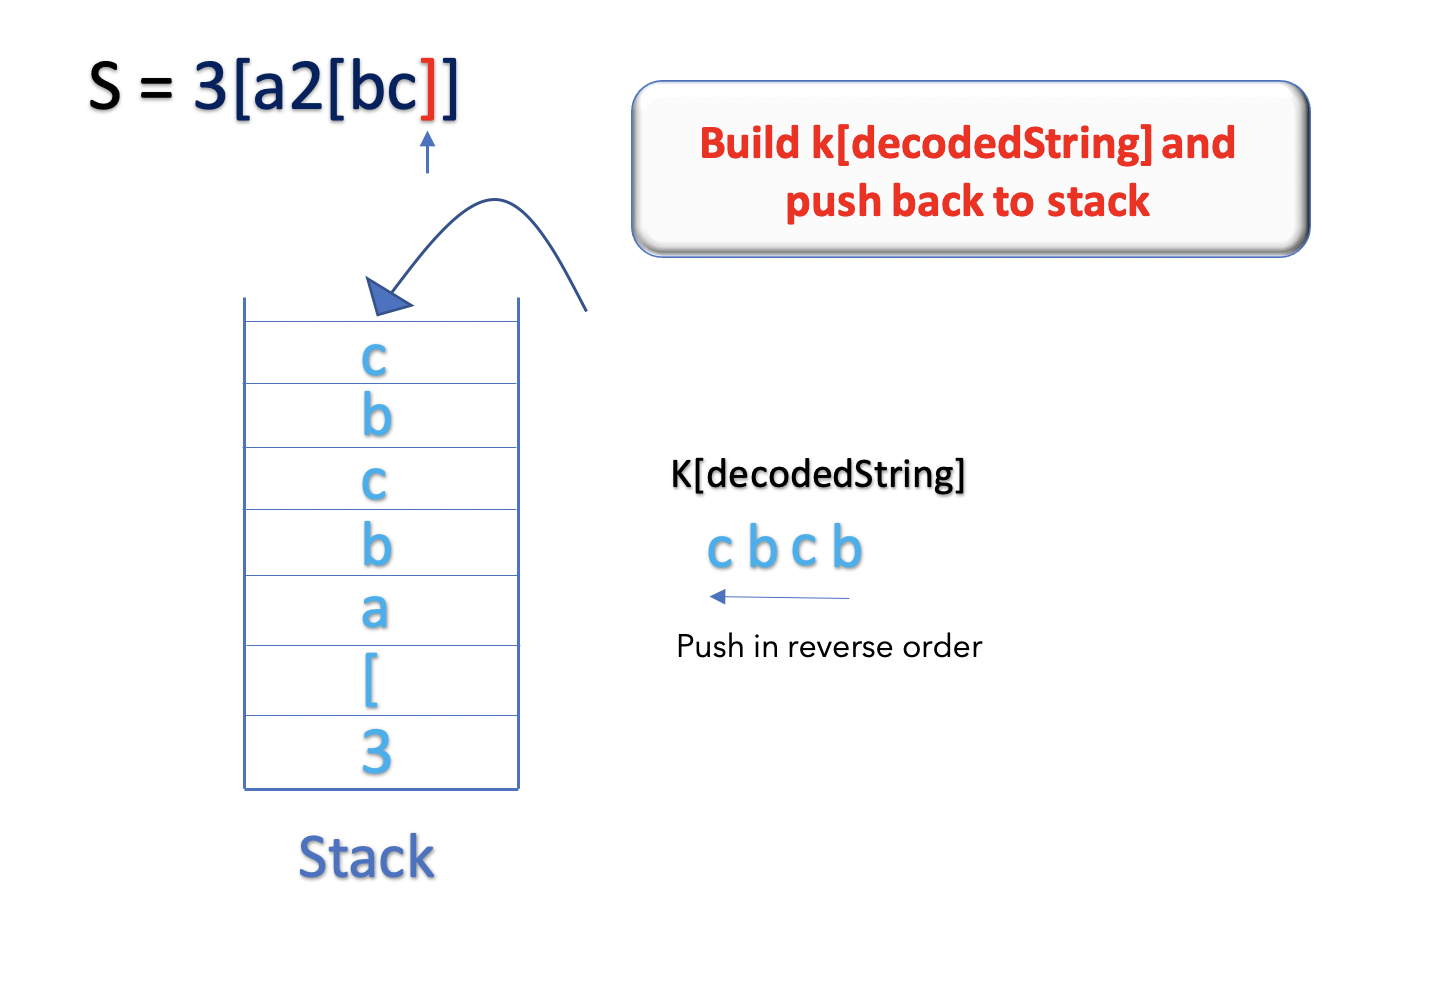 S = 3[a2[bc]]
Build k[decodedString] and
push back to stack
c
b
c
b
a
[
3
Stack
K[decodedString]
c b c b
Push in reverse order